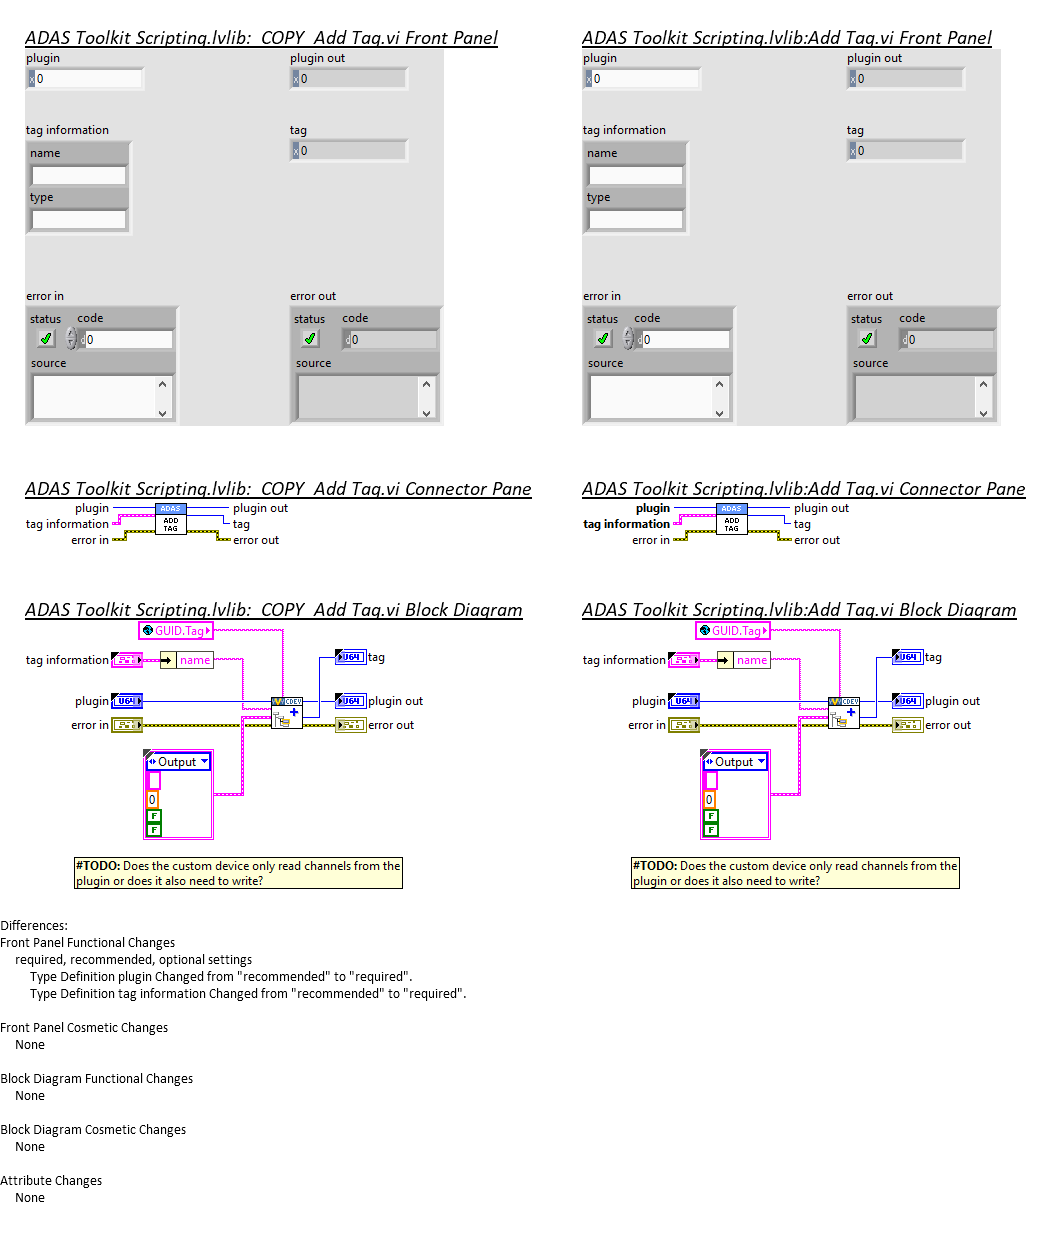 ADAS Toolkit Scripting.lvlib:_COPY_Add Tag.vi Front Panel
plugin
x 0
plugin out
x 0
tag information
name
type
tag
x 0
error in
status
code
d 0
source
error out
status
code
d 0
source
ADAS Toolkit Scripting.lvlib:Add Tag.vi Front Panel
plugin
x 0
plugin out
x 0
tag information
name
type
tag
x 0
error in
status
code
d 0
source
error out
status
code
d 0
source
ADAS Toolkit Scripting.lvlib:_COPY_Add Tag.vi Connector Pane
plugin
tag information
error in
ADAS
ADD
TAG
plugin out
tag
error out
ADAS Toolkit Scripting.lvlib:Add Tag.vi Connector Pane
plugin
tag information
error in
ADAS
ADD
TAG
plugin out
tag
error out
ADAS Toolkit Scripting.lvlib:_COPY_Add Tag.vi Block Diagram
GUID.Tag
tag information
name
tag
U64
plugin
U64
CDEV
U64
plugin out
error in
error out
Output
0
F
F
#TODO: Does the custom device only read channels from the
plugin or does it also need to write?
ADAS Toolkit Scripting.lvlib:Add Tag.vi Block Diagram
GUID.Tag
tag information
name
tag
U64
plugin
U64
CDEV
U64
plugin out
error in
error out
Output
0
F
F
#TODO: Does the custom device only read channels from the
plugin or does it also need to write?
Differences:
Front Panel Functional Changes
required, recommended, optional settings
Type Definition plugin Changed from "recommended" to "required".
Type Definition tag information Changed from "recommended" to "required".
Front Panel Cosmetic Changes
None
Block Diagram Functional Changes
None
Block Diagram Cosmetic Changes
None
Attribute Changes
None